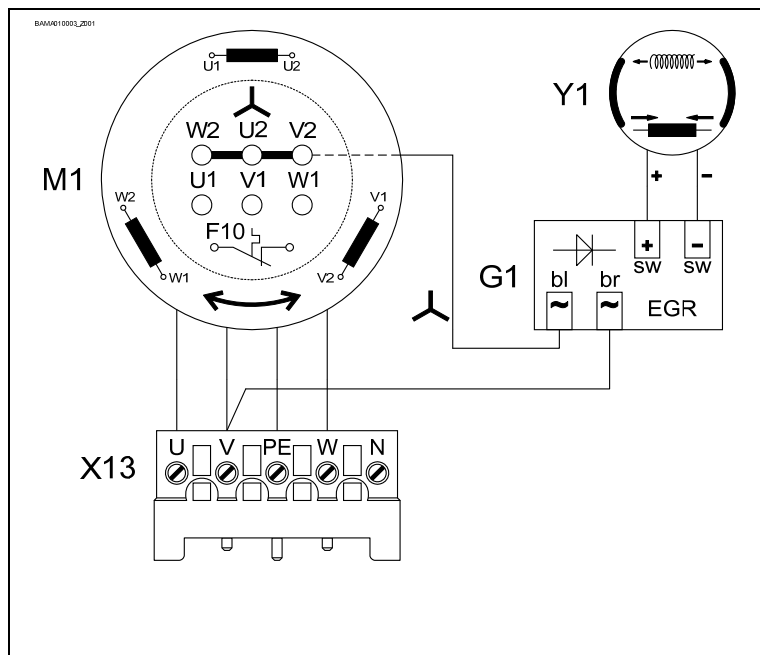 BAMA010003_Z001
U1 U2
Y1
W2 U2 V2
M1
U1 V1 W1
+ -
W2
V1
F10
+ -
sw sw
G1
bl br
W1
V2
~ ~
EGR
U V PE W N
X13